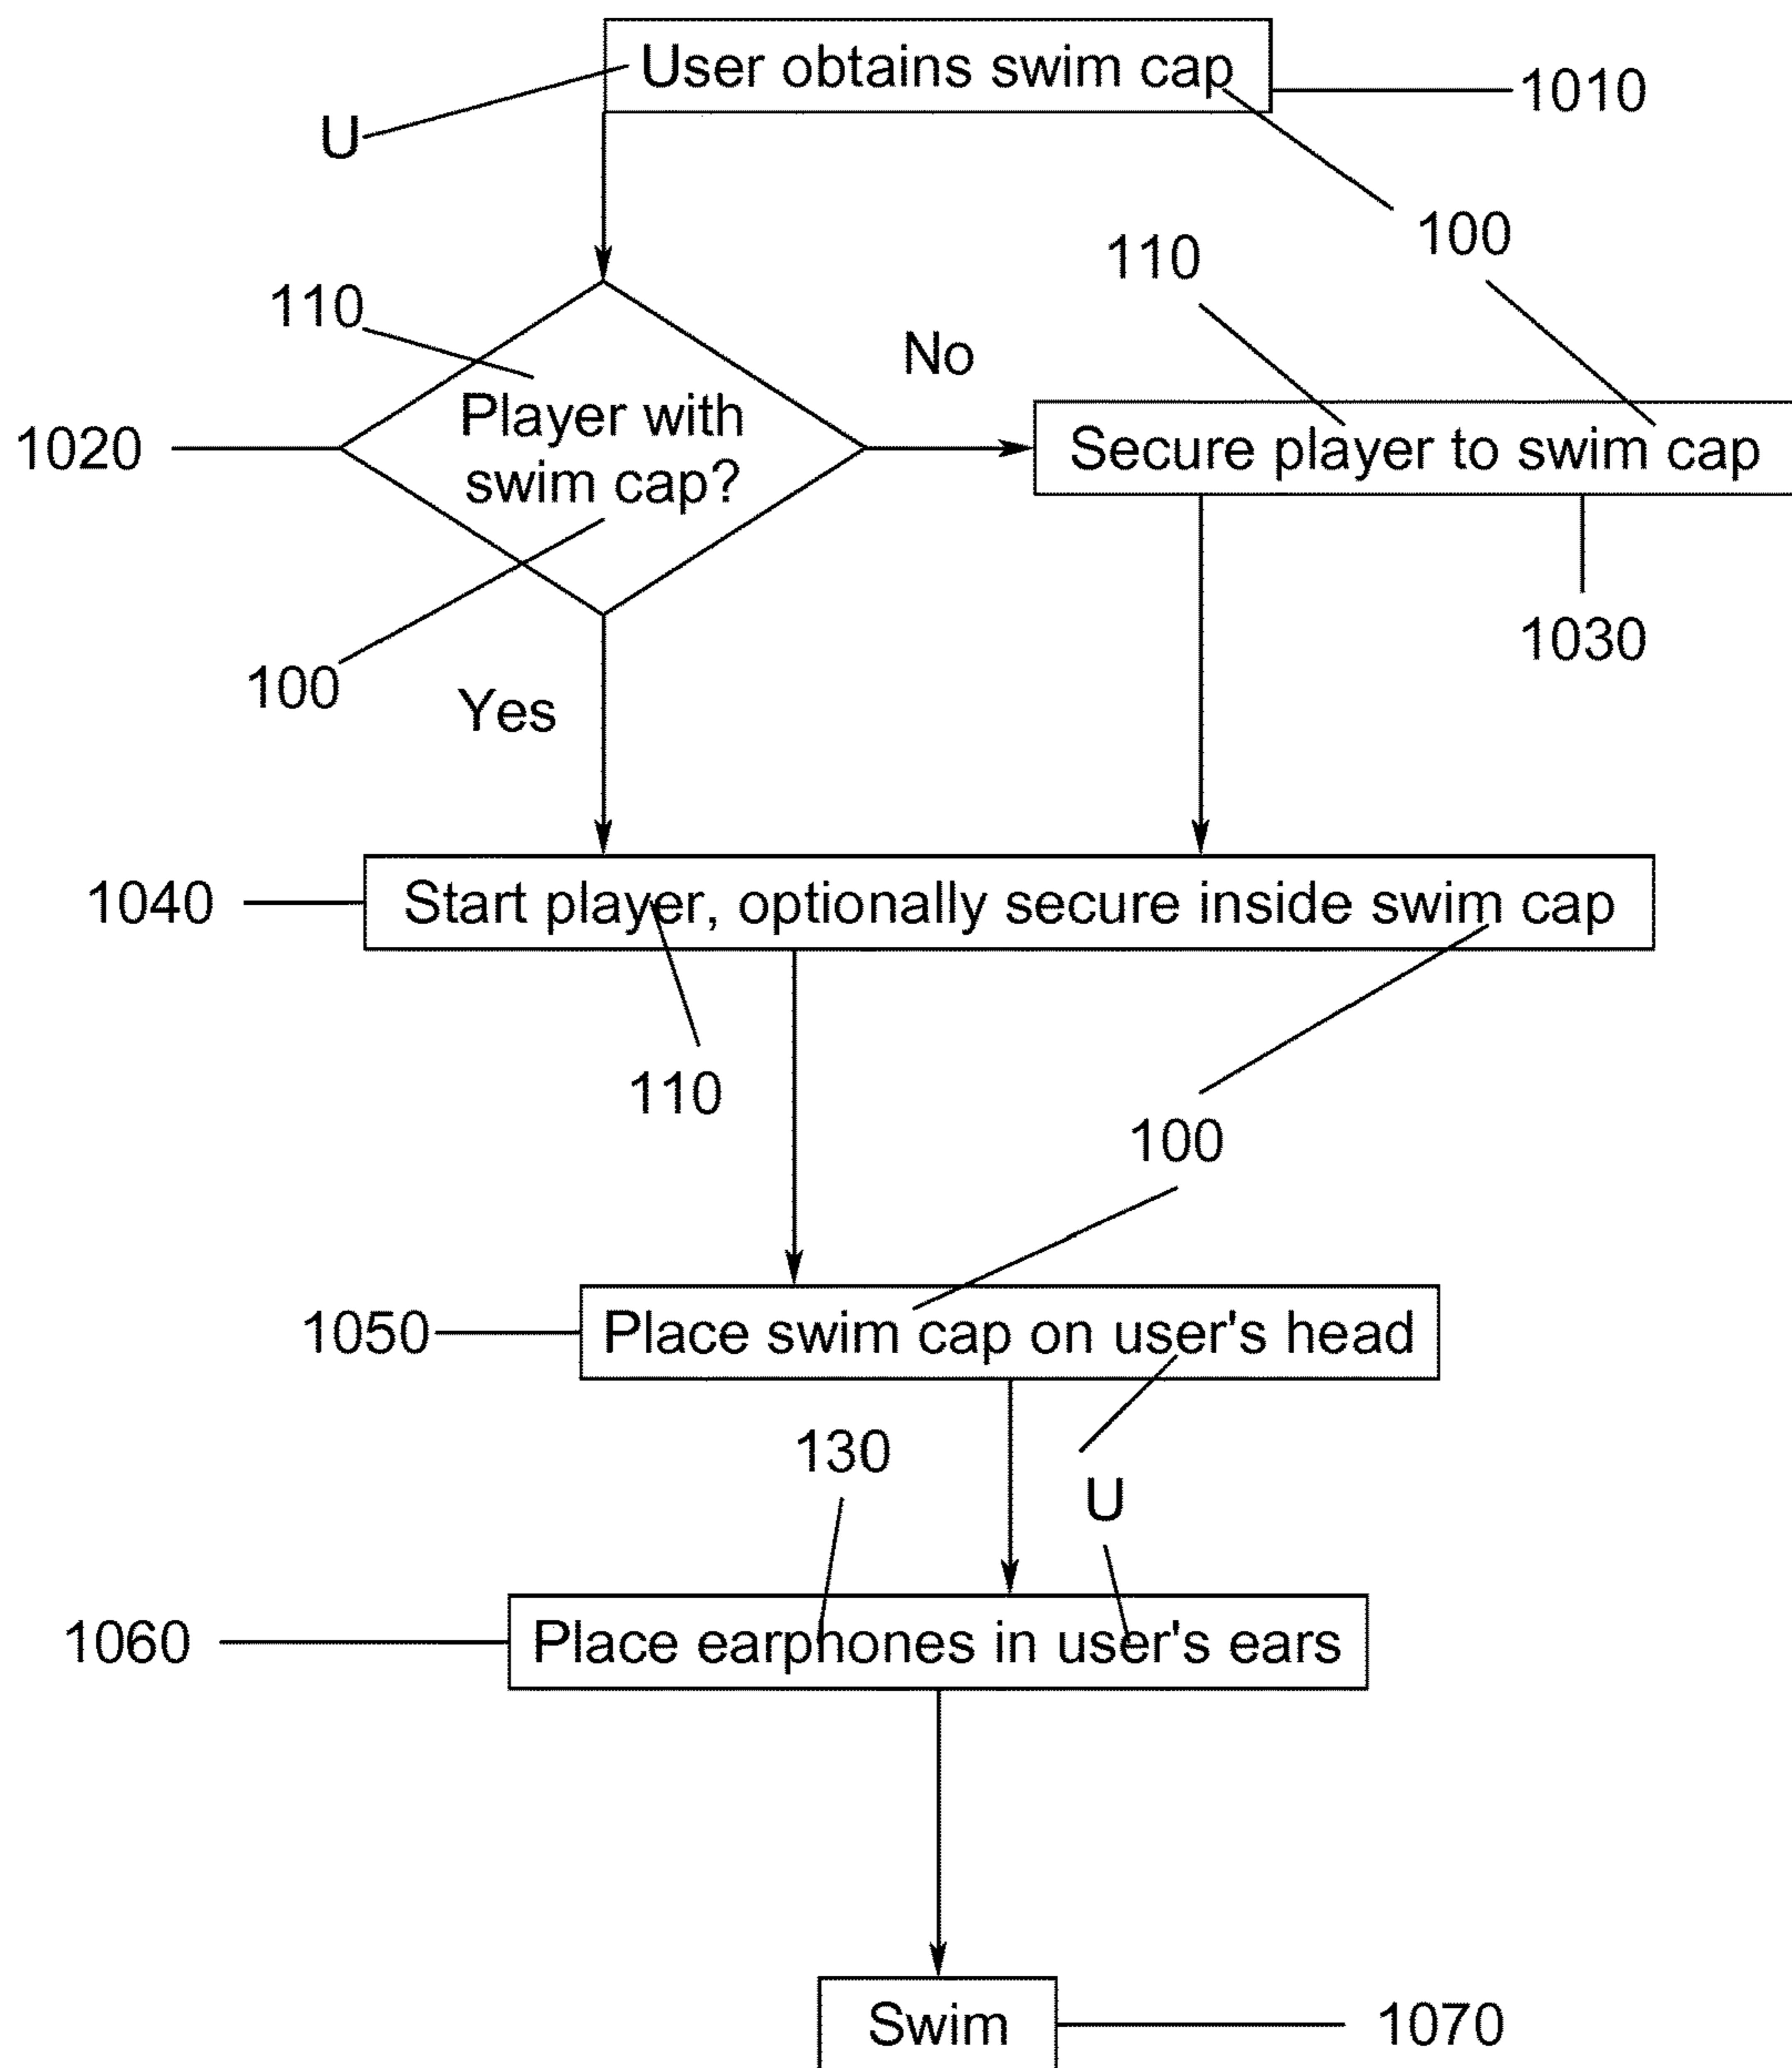 User obtains swim cap
1010
U
100
110
110
No
Player with
swim cap?
1020
Secure player to swim cap
1030
100
Yes
1040
Start player, optionally secure inside swim cap
110
100
1050
Place swim cap on user's head
130
U
1060
Place earphones in user's ears
Swim
1070